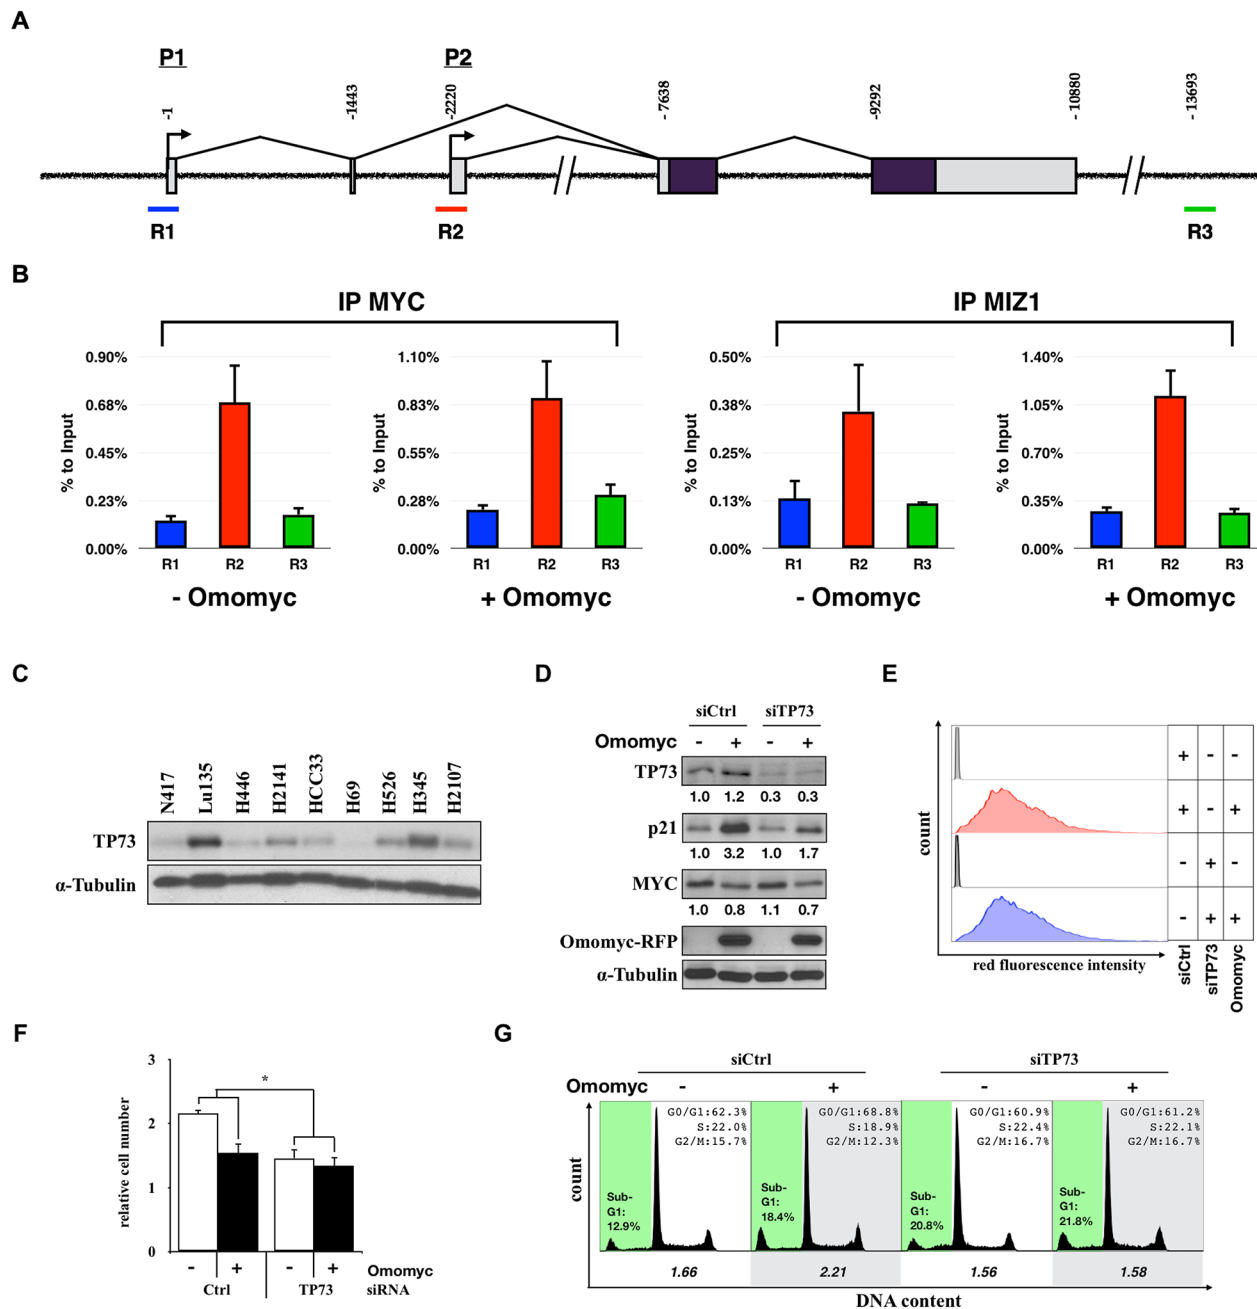 A
P1 P2
-1 -1443 -2220 -7638 -9292 -10880 -13693
R1 R2 R3
B
IP MYC IP MIZ1
0.90% 1.10% 0.50% 1.40%
0.68% 0.83% 0.38% 1.05%
0.45% 0.55% 0.25% 0.70%
0.23% 0.28% 0.13% 0.35%
0.00% 0.00% 0.00% 0.00%
% to Input % to Input % to Input % to Input
R1 R2 R3 R1 R2 R3 R1 R2 R3 R1 R2 R3
- Omomyc + Omomyc - Omomyc + Omomyc
C
N417 Lu135 H446 H2141 HCC33 H69 H526 H345 H2107
TP73
α-Tubulin
D
siCtrl siTP73
Omomyc - + - +
TP73
1.0 1.2 0.3 0.3
p21
1.0 3.2 1.0 1.7
MYC
1.0 0.8 1.1 0.7
Omomyc-RFP
α-Tubulin
E
count
+ - -
+ - +
- + -
- + +
red fluorescence intensity
siCtrl siTP73 Omomyc
F
relative cell number
3
2
1
0
*
- + - + Omomyc
Ctrl TP73 siRNA
G
siCtrl siTP73
Omomyc - + - +
count
G0/G1:62.3% G0/G1:68.8% G0/G1:60.9% G0/G1:61.2%
S:22.0% S:18.9% S:22.4% S:22.1%
G2/M:15.7% G2/M:12.3% G2/M:16.7% G2/M:16.7%
Sub- Sub- Sub- Sub-
G1: G1: G1: G1:
12.9% 18.4% 20.8% 21.8%
1.66 2.21 1.56 1.58
DNA content